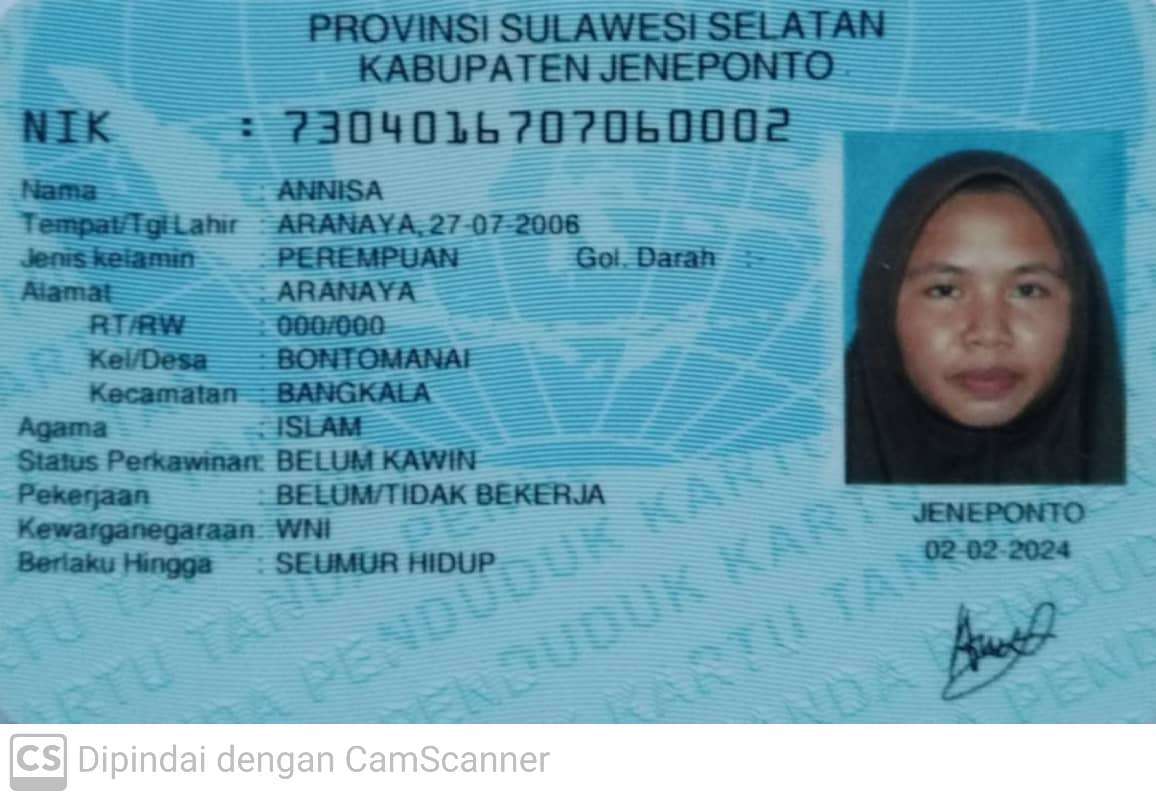 PROVINSI SULAWESI SELATAN
KABUPATEN JENEPONTO
NIK : 7304016707060002
Nama : ANNISA
Tempat/Tgl Lahir : ARANAYA, 27-07-2006
Jenis kelamin : PEREMPUAN Gol. Darah : -
Alamat : ARANAYA
RT/RW : 000/000
Kel/Desa : BONTOMANAI
Kecamatan : BANGKALA
Agama : ISLAM
Status Perkawinan: BELUM KAWIN
Pekerjaan : BELUM/TIDAK BEKERJA
Kewarganegaraan: WNI
Berlaku Hingga : SEUMUR HIDUP
JENEPONTO
02-02-2024
CS Dipindai dengan CamScanner